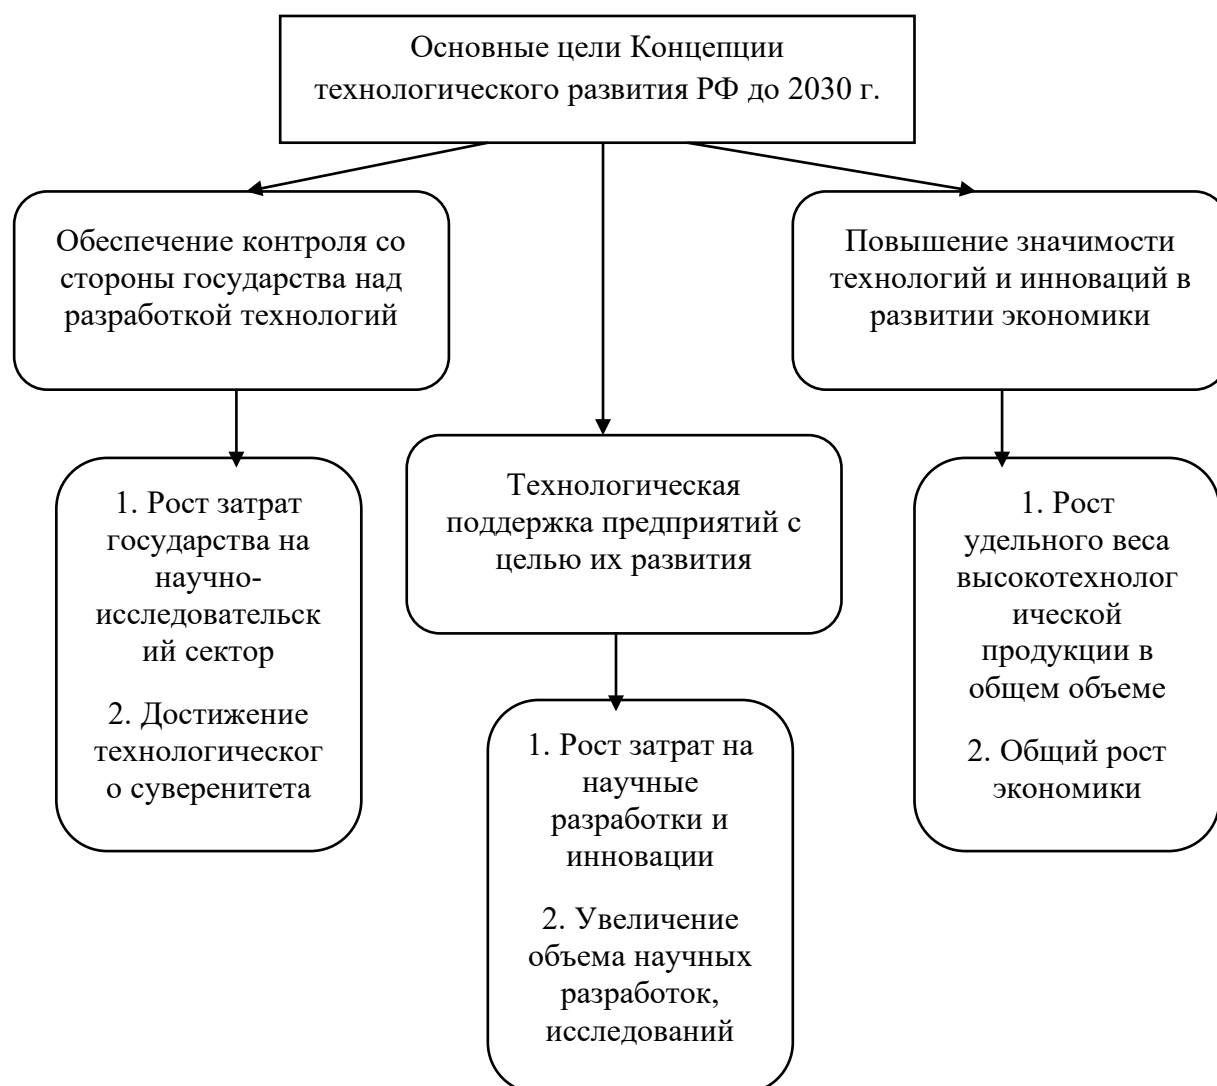 Основные цели Концепции
технологического развития РФ до 2030 г.
Обеспечение контроля со
стороны государства над
разработкой технологий
Повышение значимости
технологий и инноваций в
развитии экономики
Технологическая
поддержка предприятий с
целью их развития
1. Рост затрат
государства на
научно-
исследовательск
ий сектор
2. Достижение
технологическог
о суверенитета
1. Рост затрат на
научные
разработки и
инновации
2. Увеличение
объема научных
разработок,
исследований
1. Рост
удельного веса
высокотехнолог
ической
продукции в
общем объеме
2. Общий рост
экономики